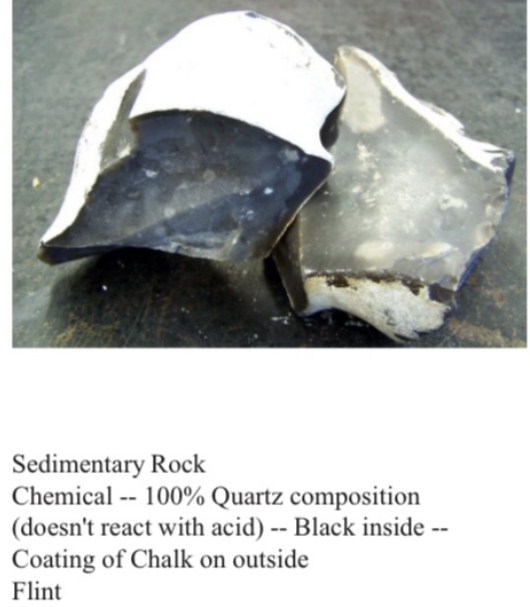 Sedimentary Rock
Chemical -- 100% Quartz composition
(doesn't react with acid) -- Black inside --
Coating of Chalk on outside
Flint